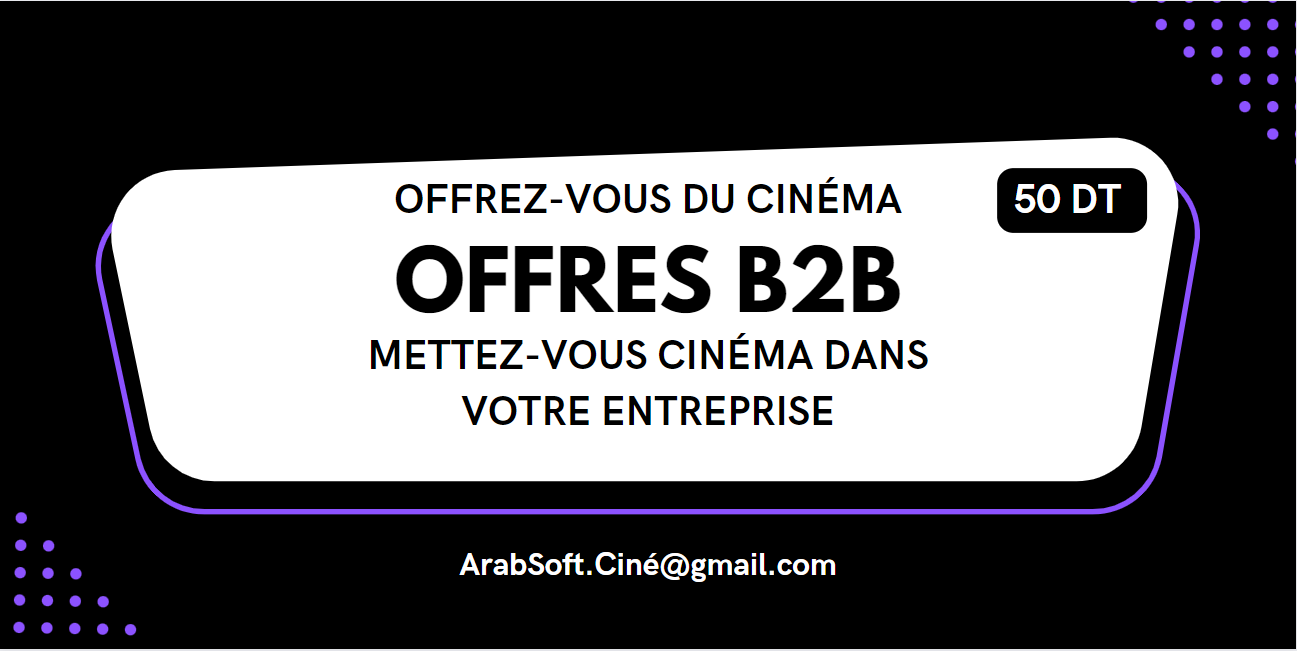 OFFREZ-VOUS DU CINÉMA
50 DT
OFFRES B2B
METTEZ-VOUS CINÉMA DANS
VOTRE ENTREPRISE
ArabSoft.Ciné@gmail.com